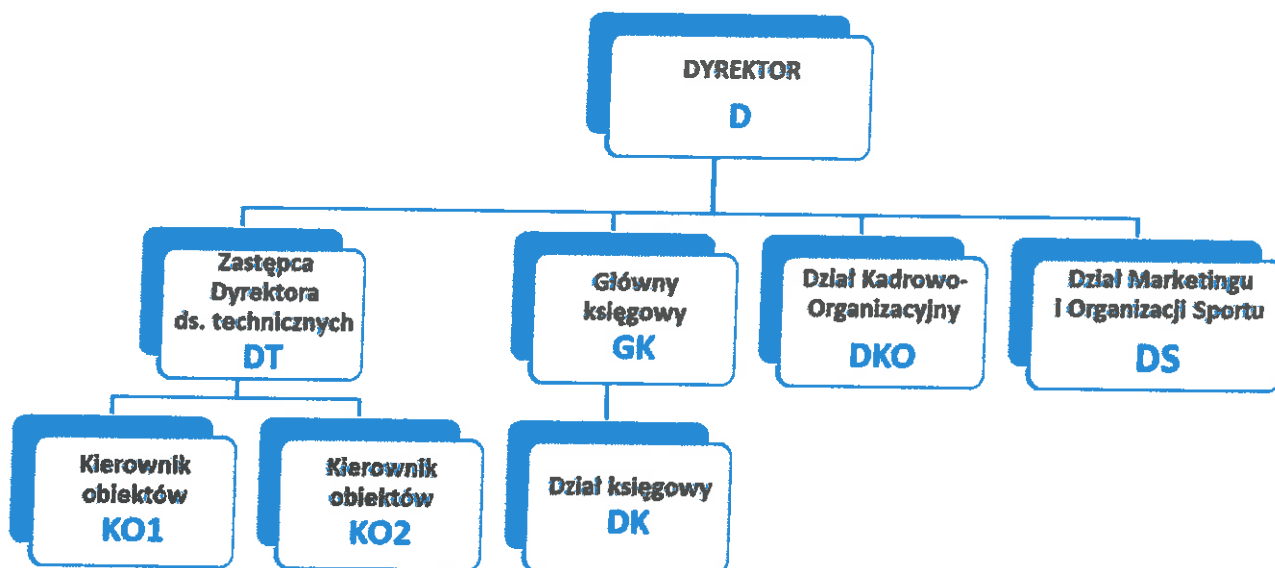 DYREKTOR
D
Zastępca
Dyrektora
ds. technicznych
DT
Główny
księgowy
GK
Dział Kadrowo-
Organizacyjny
DKO
Dział Marketingu
i Organizacji Sportu
DS
Kierownik
obiektów
KO1
Kierownik
obiektów
KO2
Dział księgowy
DK